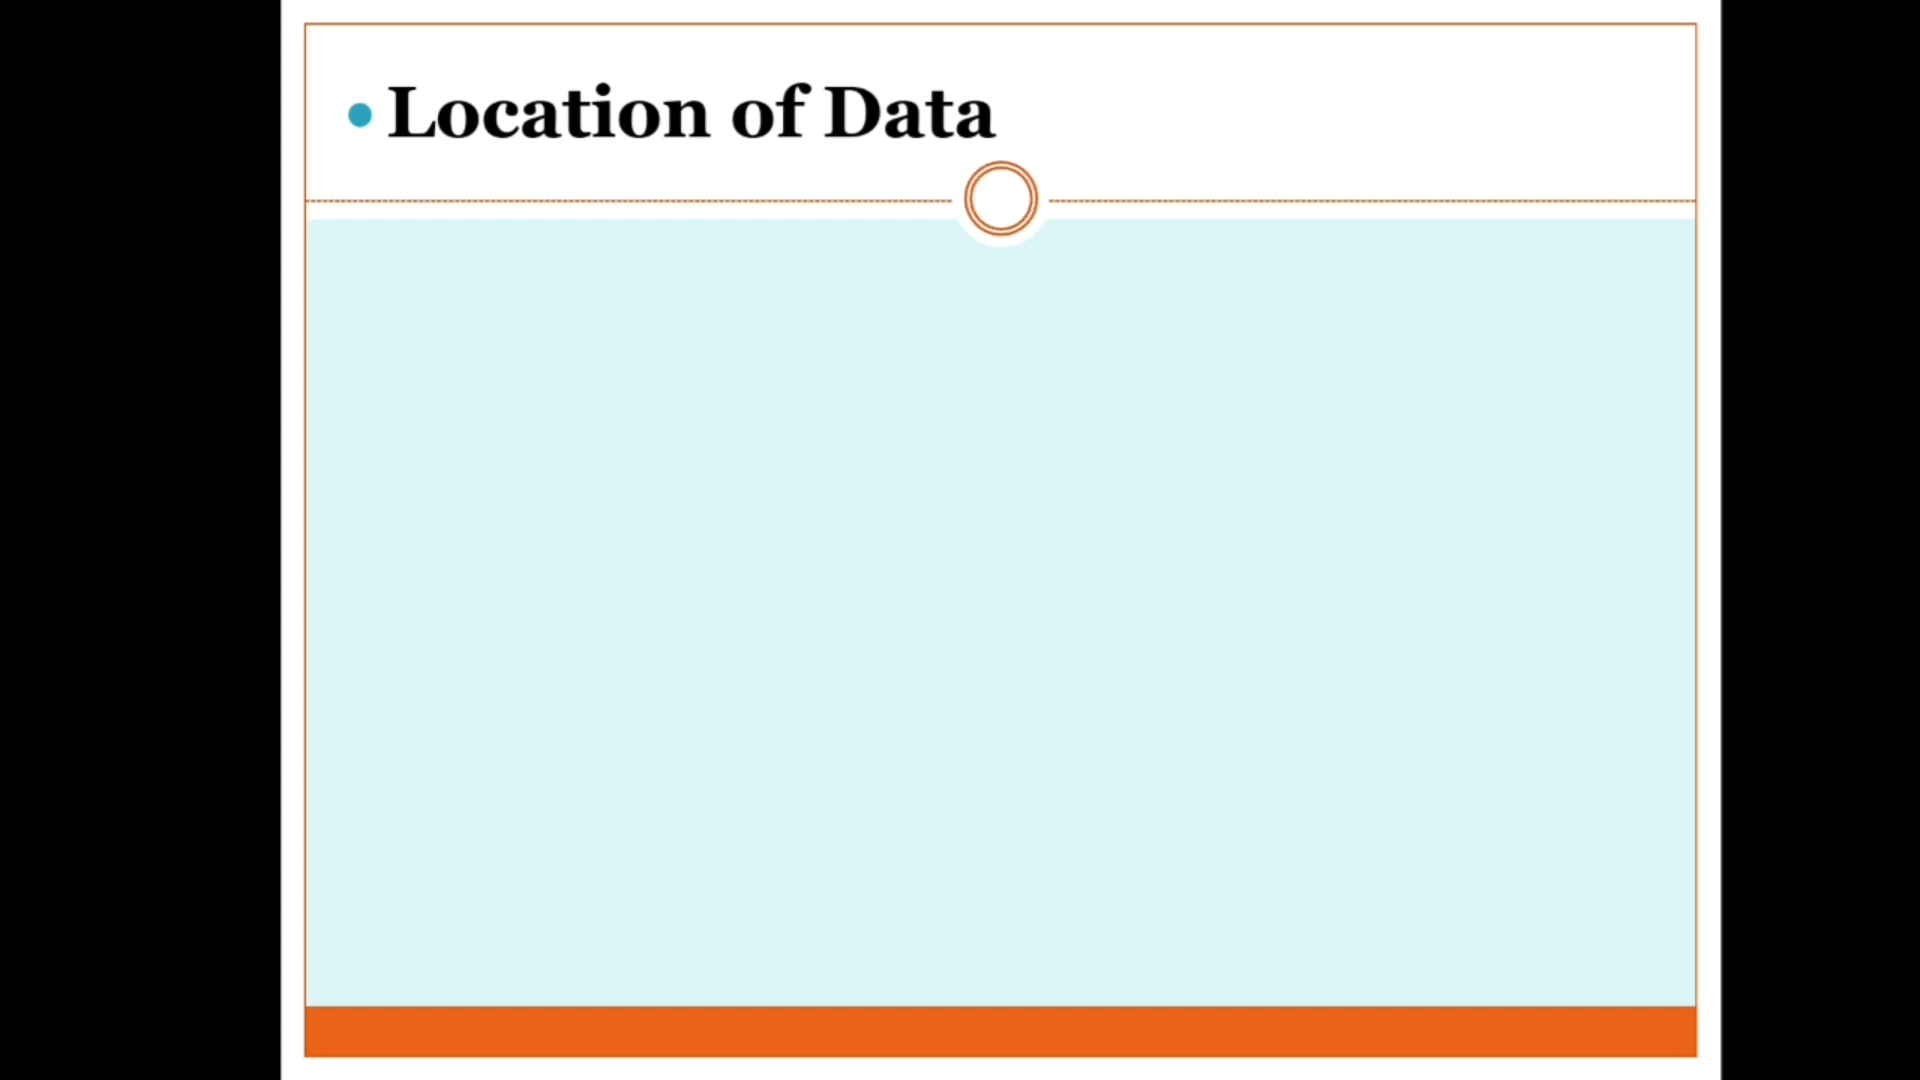 • Location of Data